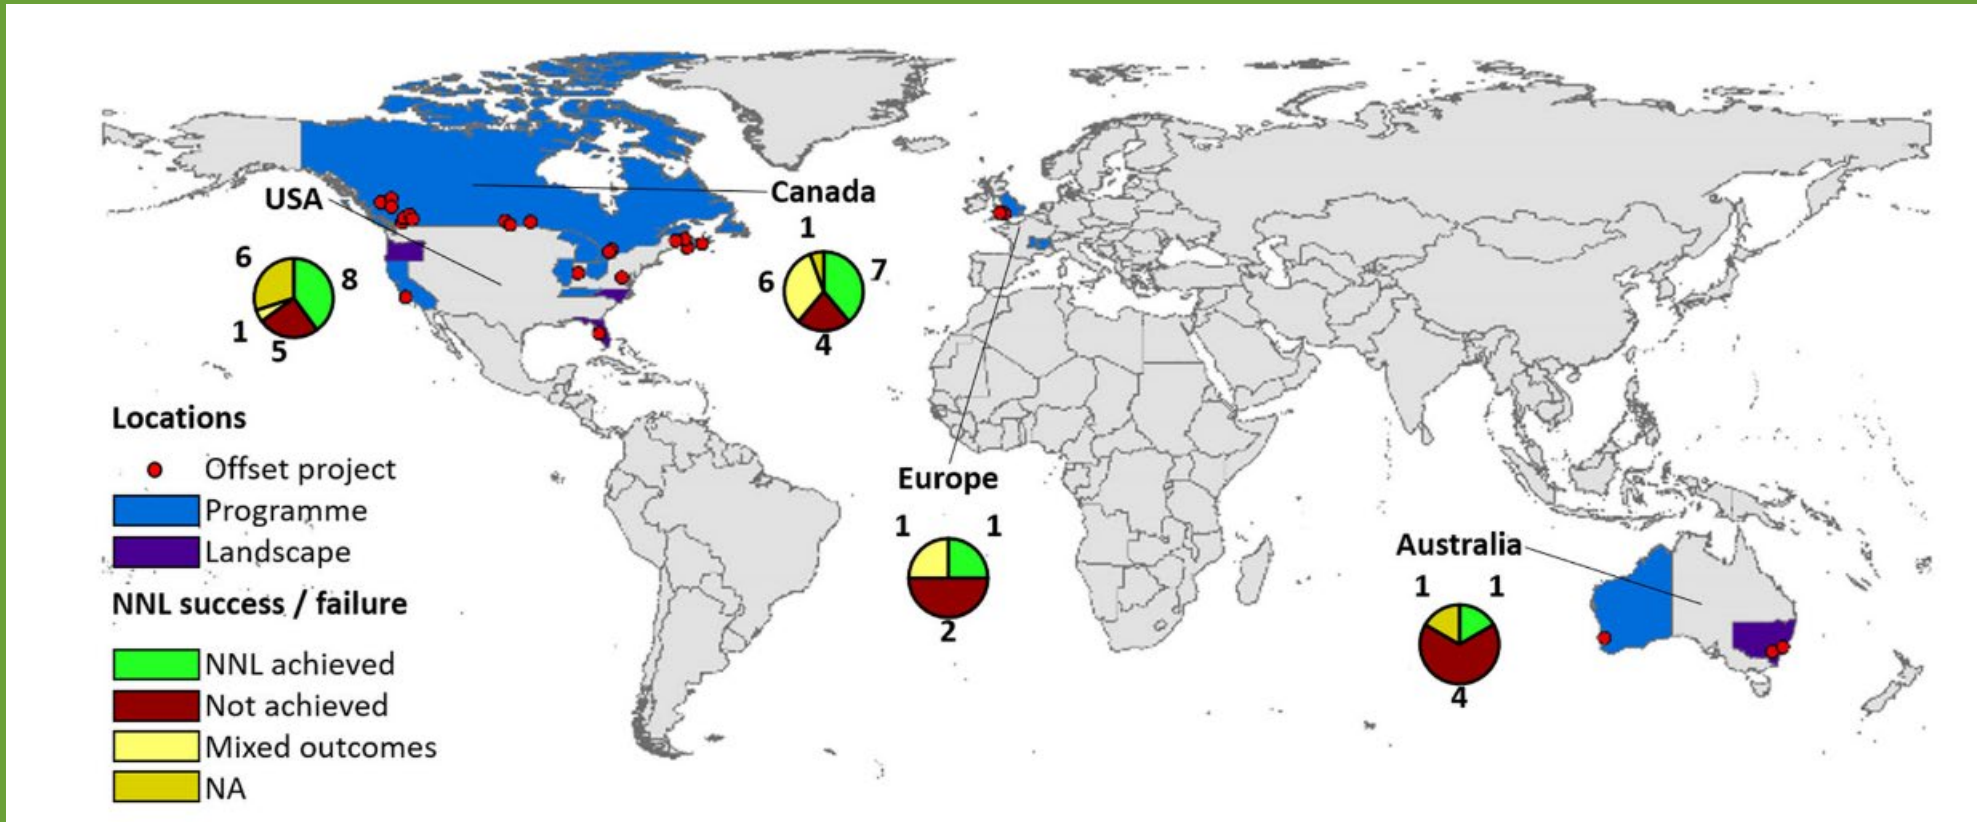 USA
Canada
6
8
1
5
1
7
6
4
Locations
Offset project
Programme
Landscape
NNL success / failure
NNL achieved
Not achieved
Mixed outcomes
NA
Europe
1
1
2
Australia
1
1
4